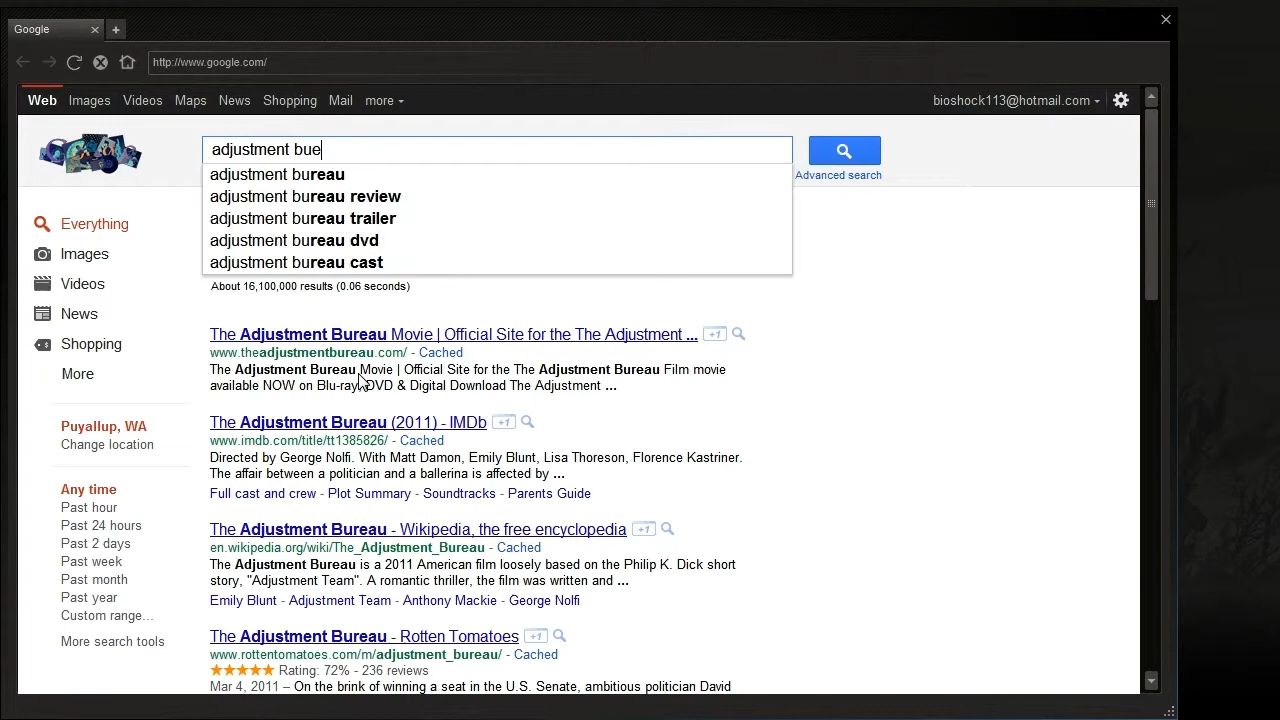 Google
http://www.google.com/
Web Images Videos Maps News Shopping Mail more bioshock113@hotmail.com
adjustment bue
Advanced search
adjustment bureau
adjustment bureau review
adjustment bureau trailer
adjustment bureau dvd
adjustment bureau cast
About 16,100,000 results (0.06 seconds)
Everything
Images
Videos
News
Shopping
More
Puyallup, WA
Change location
Any time
Past hour
Past 24 hours
Past 2 days
Past week
Past month
Past year
Custom range...
More search tools
The Adjustment Bureau Movie | Official Site for the The Adjustment ... +1
www.theadjustmentbureau.com/ - Cached
The Adjustment Bureau Movie | Official Site for the The Adjustment Bureau Film movie
available NOW on Blu-ray, DVD & Digital Download The Adjustment ...
The Adjustment Bureau (2011) - IMDb +1
www.imdb.com/title/tt1385826/ - Cached
Directed by George Nolfi. With Matt Damon, Emily Blunt, Lisa Thoreson, Florence Kastriner.
The affair between a politician and a ballerina is affected by ...
Full cast and crew - Plot Summary - Soundtracks - Parents Guide
The Adjustment Bureau - Wikipedia, the free encyclopedia +1
en.wikipedia.org/wiki/The_Adjustment_Bureau - Cached
The Adjustment Bureau is a 2011 American film loosely based on the Philip K. Dick short
story, "Adjustment Team". A romantic thriller, the film was written and ...
Emily Blunt - Adjustment Team - Anthony Mackie - George Nolfi
The Adjustment Bureau - Rotten Tomatoes +1
www.rottentomatoes.com/m/adjustment_bureau/ - Cached
Rating: 72% - 236 reviews
Mar 4, 2011 – On the brink of winning a seat in the U.S. Senate, ambitious politician David